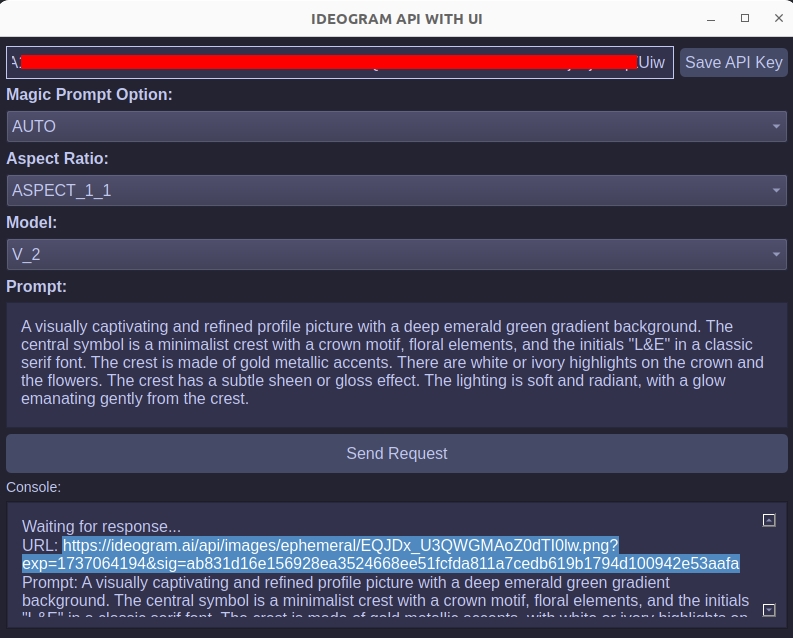 IDEOGRAM API WITH UI
Uiw
Save API Key
Magic Prompt Option:
AUTO
Aspect Ratio:
ASPECT_1_1
Model:
V_2
Prompt:
A visually captivating and refined profile picture with a deep emerald green gradient background. The
central symbol is a minimalist crest with a crown motif, floral elements, and the initials "L&E" in a classic
serif font. The crest is made of gold metallic accents. There are white or ivory highlights on the crown and
the flowers. The crest has a subtle sheen or gloss effect. The lighting is soft and radiant, with a glow
emanating gently from the crest.
Send Request
Console:
Waiting for response...
URL: https://ideogram.ai/api/images/ephemeral/EQJDx_U3QWGMAoZ0dTI0lw.png?
exp=1737064194&sig=ab831d16e156928ea3524668ee51fcfda811a7cedb619b1794d100942e53aafa
Prompt: A visually captivating and refined profile picture with a deep emerald green gradient
background. The central symbol is a minimalist crest with a crown motif, floral elements, and the initials
"L&E" in a classic serif font. The crest is made of gold metallic accents, with white or ivory highlights on